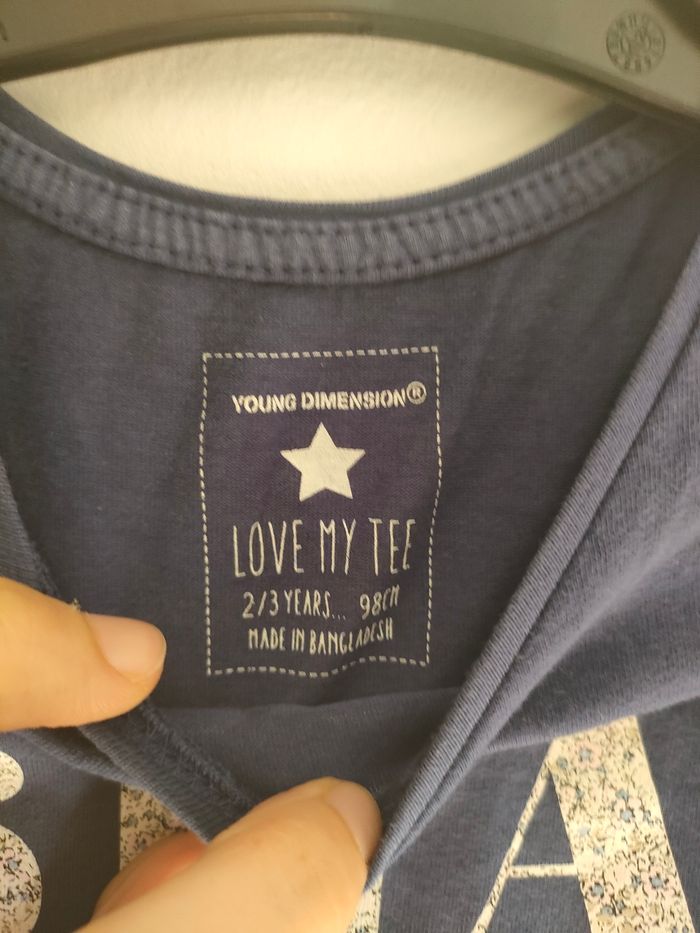 YOUNG DIMENSION®
LOVE MY TEE
2/3 YEARS... 98CM
MADE IN BANGLADESH
A